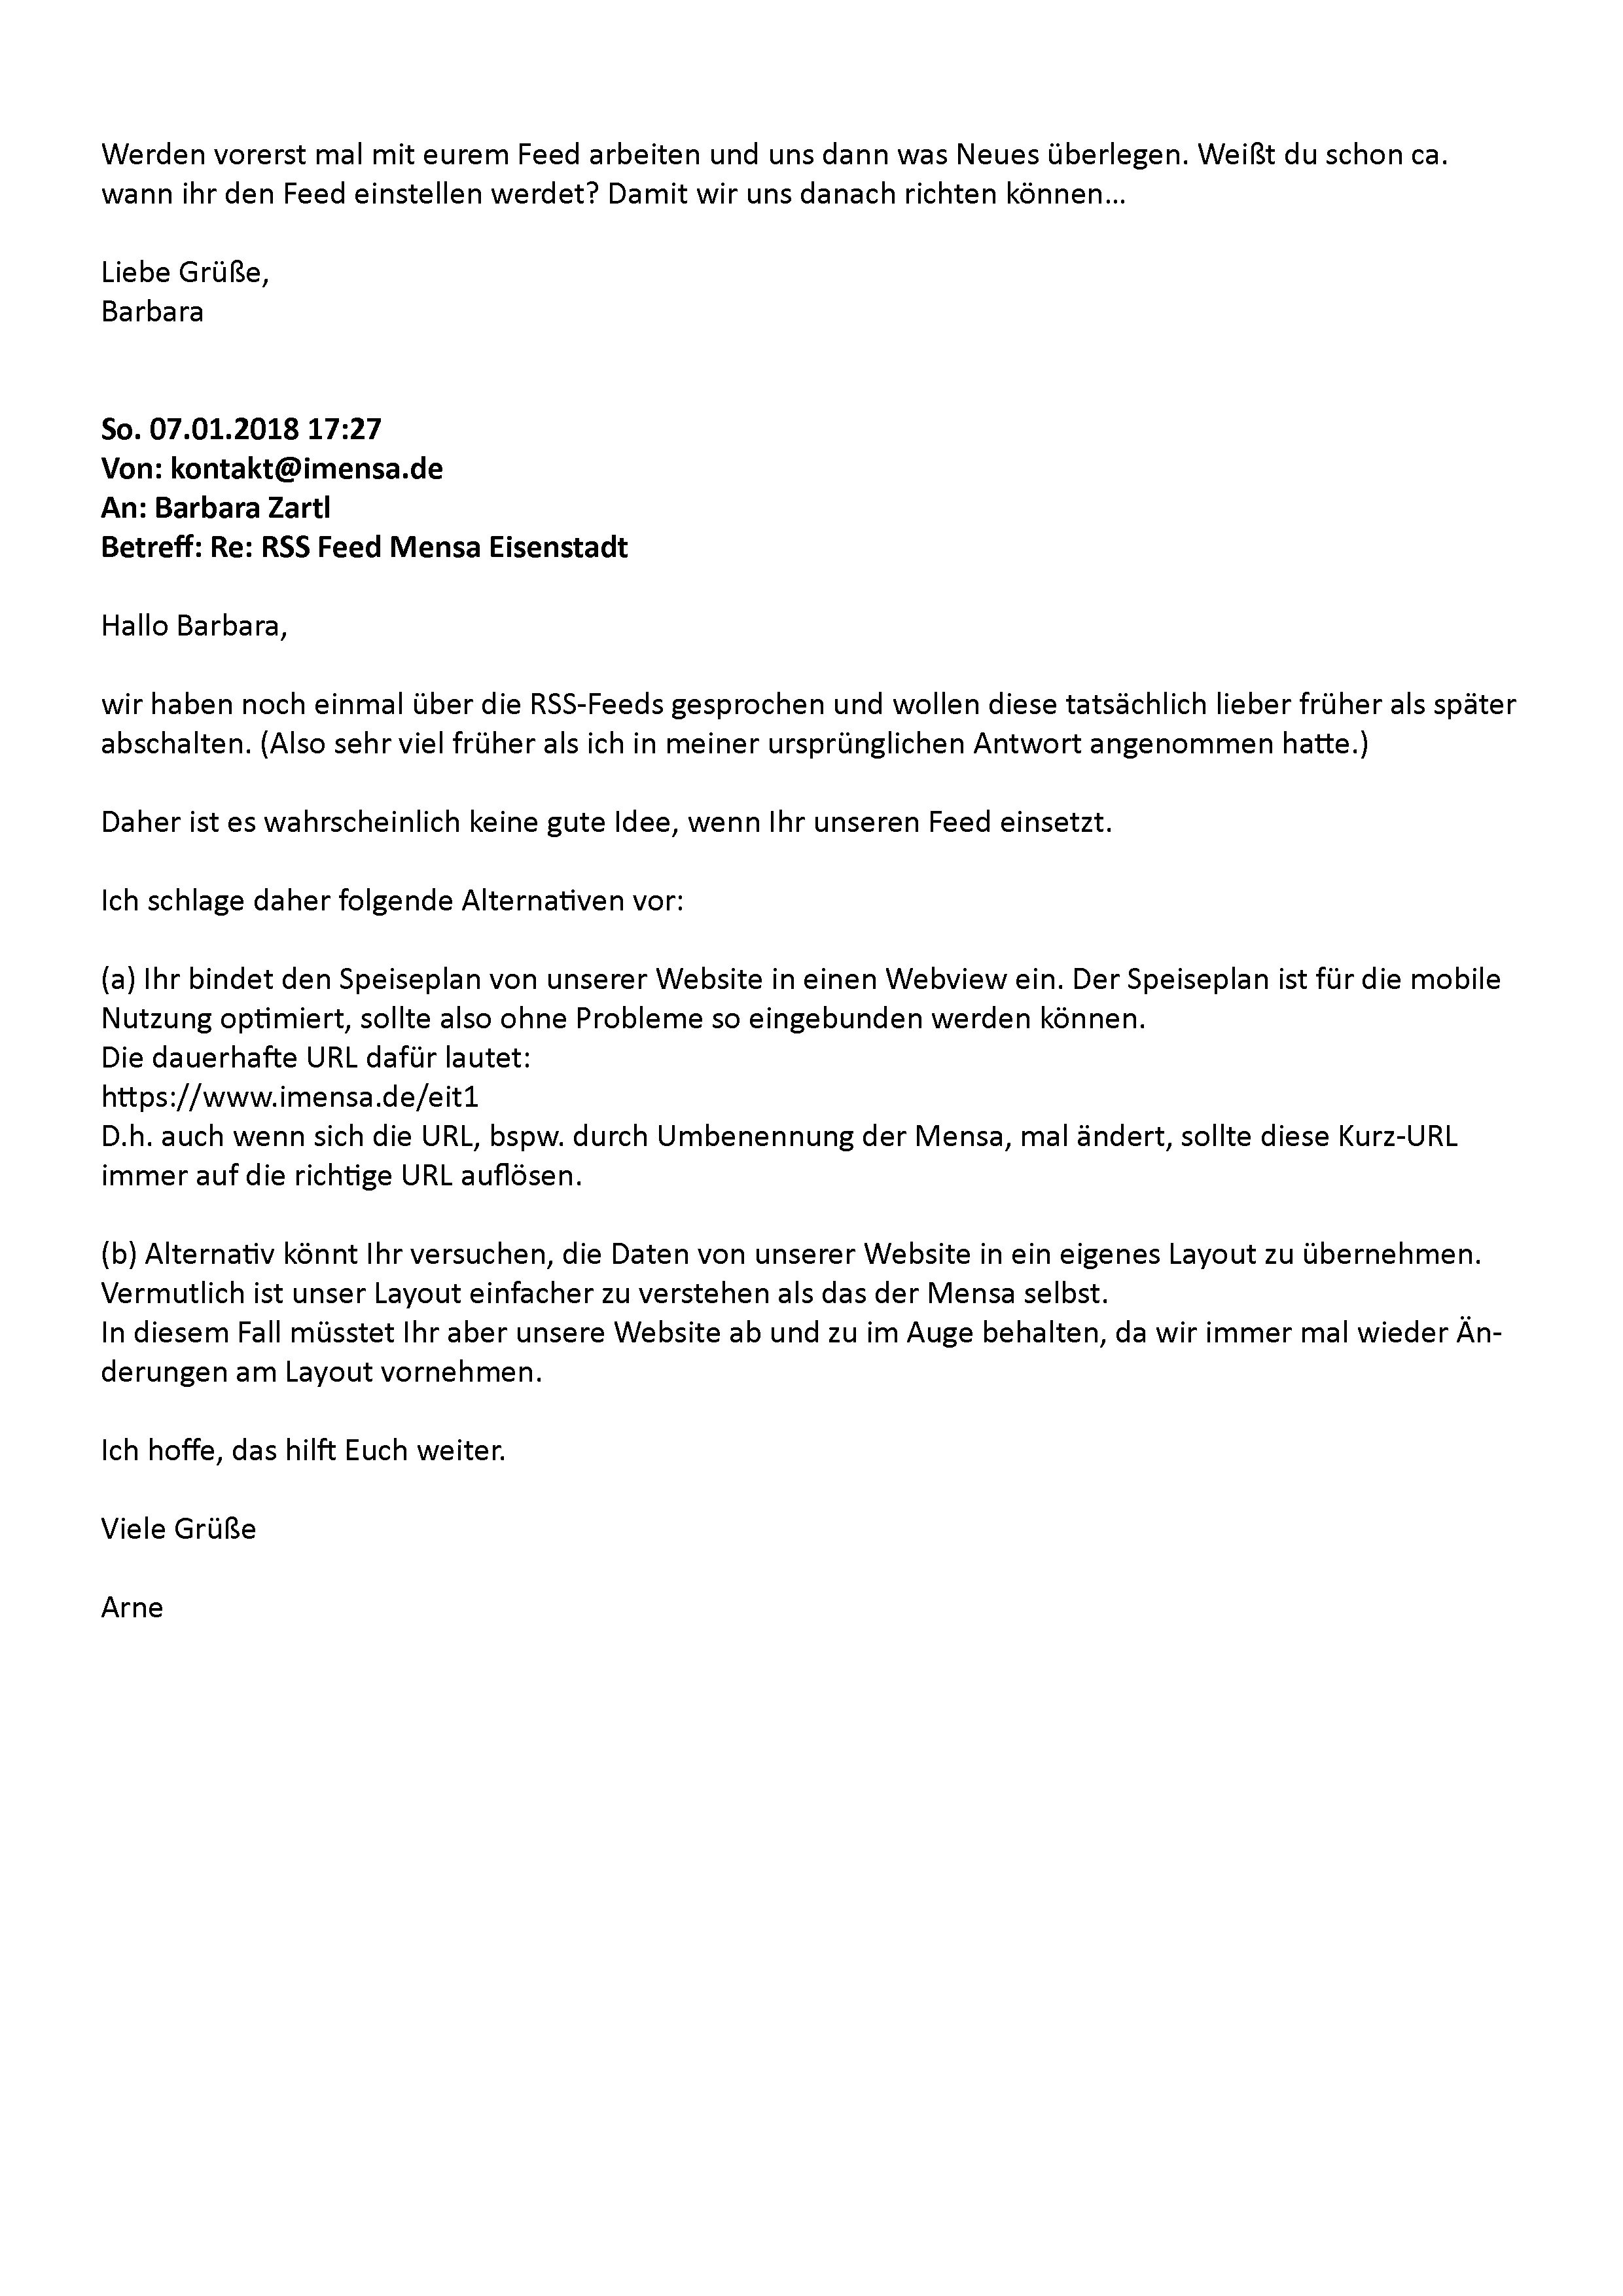 Werden vorerst mal mit eurem Feed arbeiten und uns dann was Neues überlegen. Weißt du schon ca.
wann ihr den Feed einstellen werdet? Damit wir uns danach richten können...
Liebe Grüße,
Barbara
So. 07.01.2018 17:27
Von: kontakt@imensa.de
An: Barbara Zartl
Betreff: Re: RSS Feed Mensa Eisenstadt
Hallo Barbara,
wir haben noch einmal über die RSS-Feeds gesprochen und wollen diese tatsächlich lieber früher als später
abschalten. (Also sehr viel früher als ich in meiner ursprünglichen Antwort angenommen hatte.)
Daher ist es wahrscheinlich keine gute Idee, wenn Ihr unseren Feed einsetzt.
Ich schlage daher folgende Alternativen vor:
(a) Ihr bindet den Speiseplan von unserer Website in einen Webview ein. Der Speiseplan ist für die mobile
Nutzung optimiert, sollte also ohne Probleme so eingebunden werden können.
Die dauerhafte URL dafür lautet:
https://www.imensa.de/eit1
D.h. auch wenn sich die URL, bspw. durch Umbenennung der Mensa, mal ändert, sollte diese Kurz-URL
immer auf die richtige URL auflösen.
(b) Alternativ könnt Ihr versuchen, die Daten von unserer Website in ein eigenes Layout zu übernehmen.
Vermutlich ist unser Layout einfacher zu verstehen als das der Mensa selbst.
In diesem Fall müsstet Ihr aber unsere Website ab und zu im Auge behalten, da wir immer mal wieder Än-
derungen am Layout vornehmen.
Ich hoffe, das hilft Euch weiter.
Viele Grüße
Arne